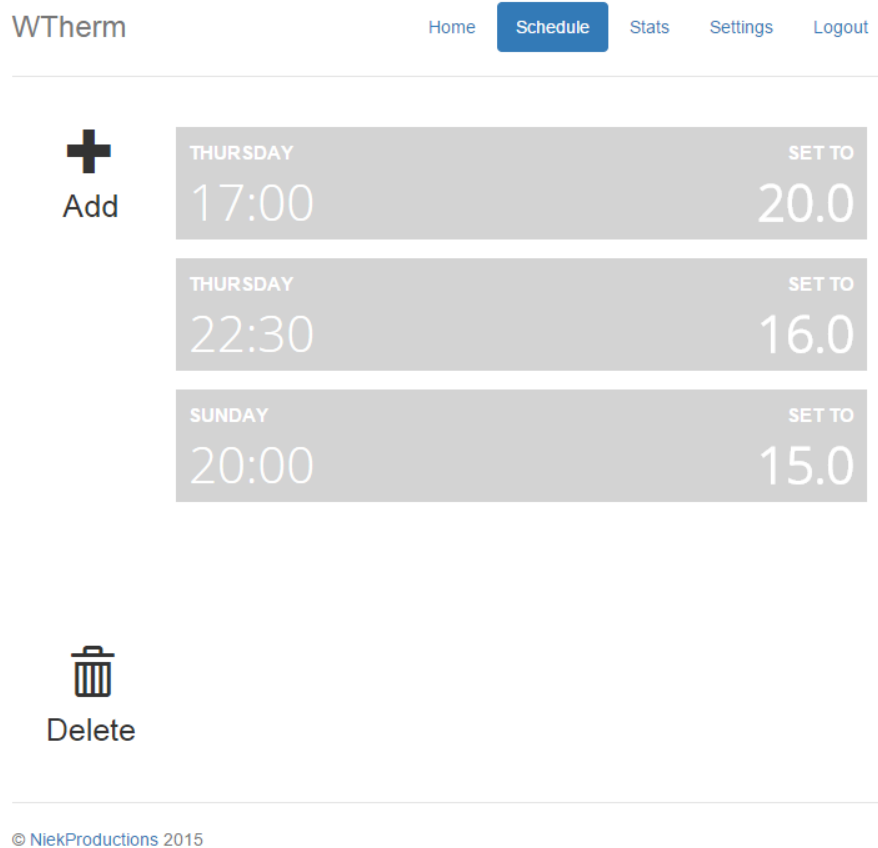 WTherm Home Schedule Stats Settings Logout
Add
THURSDAY SET TO
17:00 20.0
THURSDAY SET TO
22:30 16.0
SUNDAY SET TO
20:00 15.0
Delete
© NiekProductions 2015